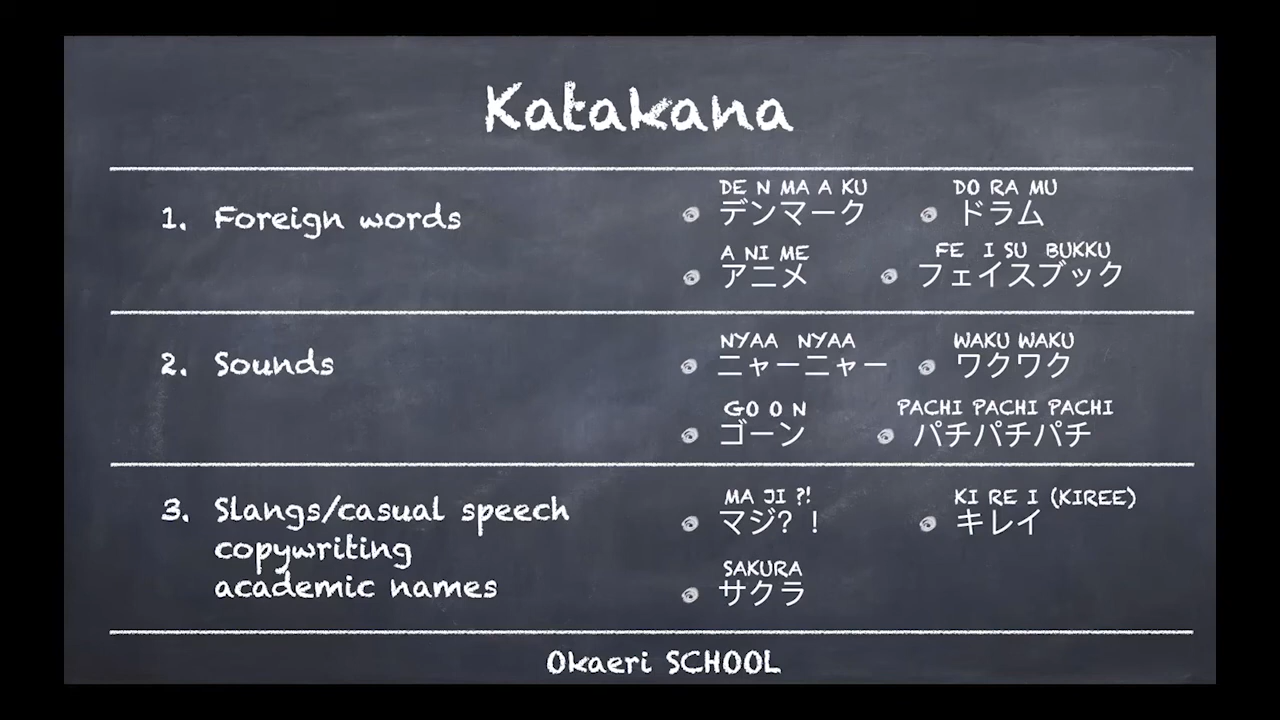 Katakana
1. Foreign words
DE N MA A KU DO RA MU
デンマーク ドラム
A NI ME FE I SU BUKKU
アニメ フェイスブック
2. Sounds
NYAA NYAA WAKU WAKU
ニャーニャー ワクワク
GO O N PACHI PACHI PACHI
ゴーン パチパチパチ
3. Slangs/casual speech
copywriting
academic names
MA JI ?! KI RE I (KIREE)
マジ?! キレイ
SAKURA
サクラ
Okaeri SCHOOL